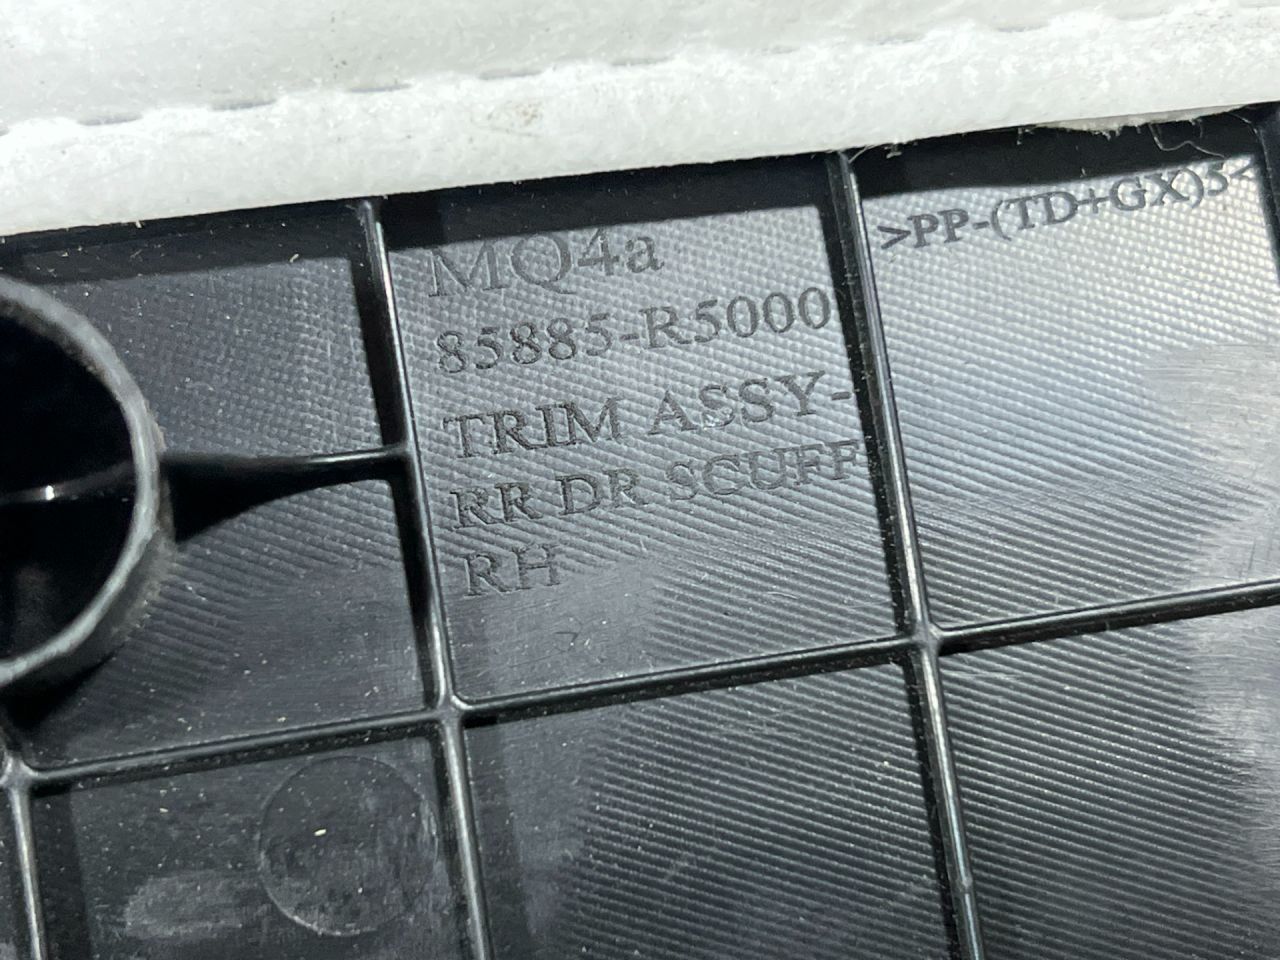 MQ4a
85885-R5000
TRIM ASSY-
RR DR SCUFF
RH
>PP-(TD+GX)5<